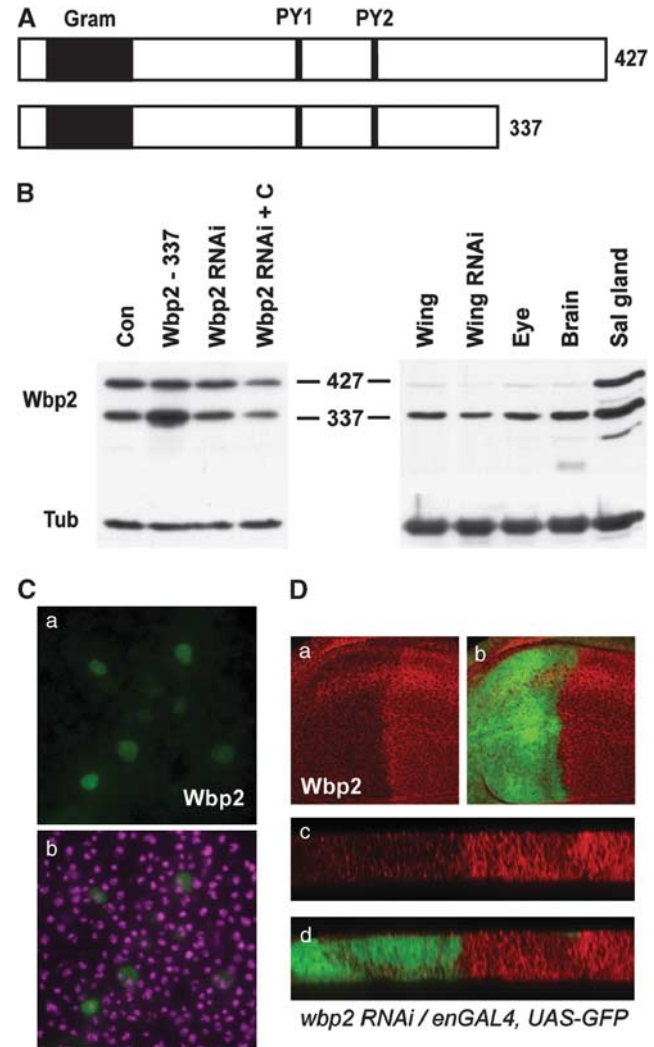 A
Gram PY1 PY2
427
337
B
Con
Wbp2 - 337
Wbp2 RNAi
Wbp2 RNAi + C
Wing
Wing RNAi
Eye
Brain
Sal gland
Wbp2
— 427 —
— 337 —
Tub
C
a
Wbp2
b
D
a
Wbp2
b
c
d
wbp2 RNAi / enGAL4, UAS-GFP